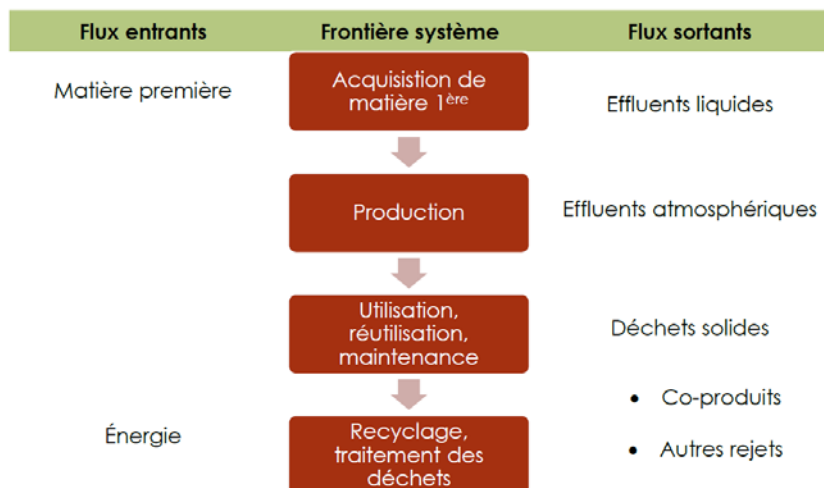 Flux entrants Frontière système Flux sortants
Matière première
Acquisistion de
matière 1ère
Effluents liquides
Production
Effluents atmosphériques
Utilisation,
réutilisation,
maintenance
Déchets solides
• Co-produits
Énergie
Recyclage,
traitement des
déchets
• Autres rejets